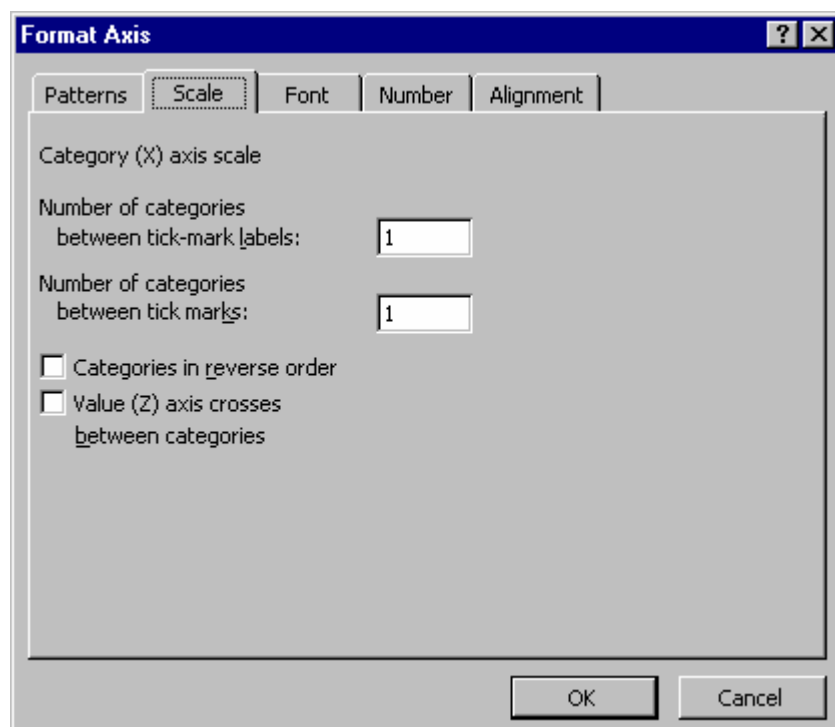 Format Axis
Patterns Scale Font Number Alignment
Category (X) axis scale
Number of categories
between tick-mark labels: 1
Number of categories
between tick marks: 1
Categories in reverse order
Value (Z) axis crosses
between categories
OK Cancel